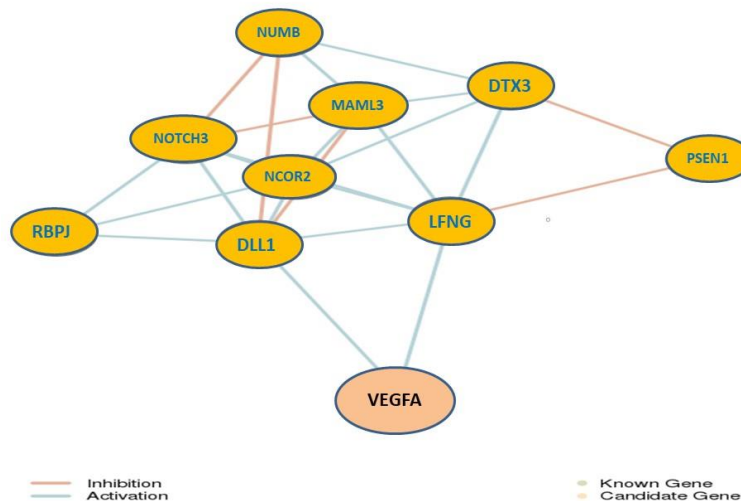 NUMB
DTX3
MAML3
NOTCH3
PSEN1
NCOR2
LFNG
RBPJ
DLL1
VEGFA
Inhibition
Activation
Known Gene
Candidate Gene